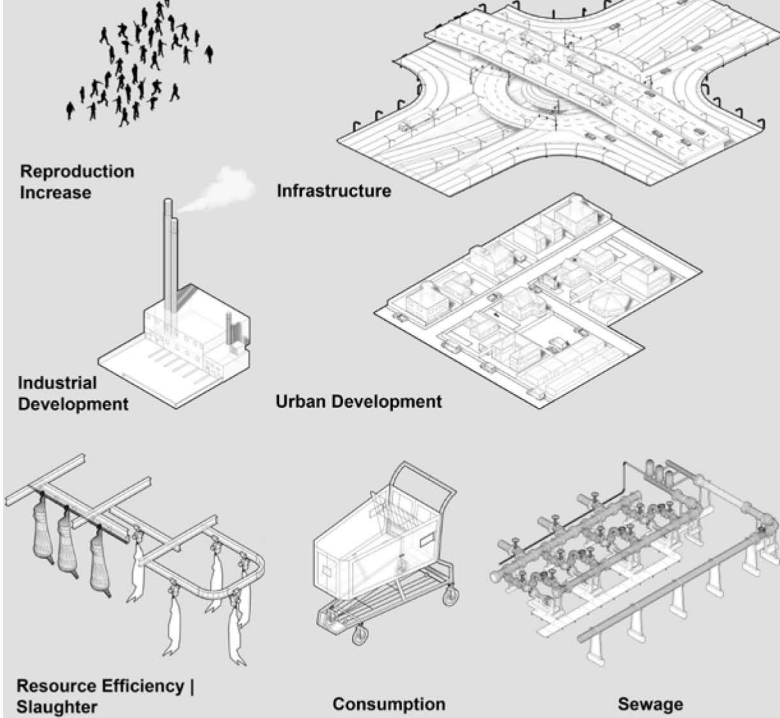 Reproduction
Increase
Infrastructure
Industrial
Development
Urban Development
Resource Efficiency |
Slaughter
Consumption
Sewage